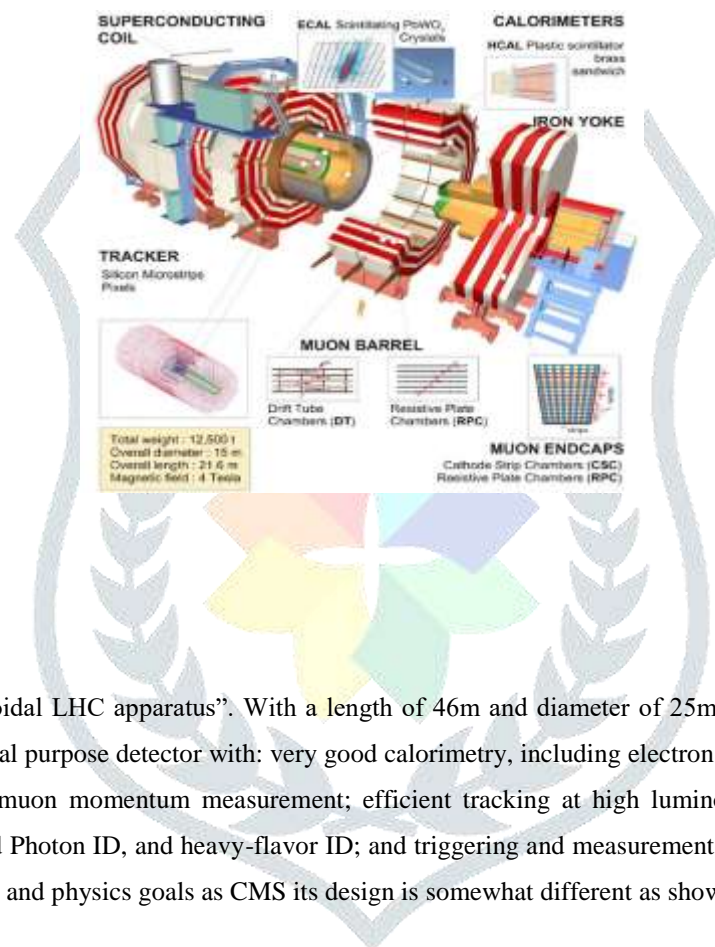 SUPERCONDUCTING
COIL
ECAL Scintillating PbWO4
Crystals
CALORIMETERS
HCAL Plastic scintillator
brass
sandwich
IRON YOKE
TRACKER
Silicon Microstrips
Pixels
MUON BARREL
Drift Tube
Chambers (DT)
Resistive Plate
Chambers (RPC)
Total weight : 12,500 t
Overall diameter : 15 m
Overall length : 21.6 m
Magnetic field : 4 Tesla
MUON ENDCAPS
Cathode Strip Chambers (CSC)
Resistive Plate Chambers (RPC)
oidal LHC apparatus”. With a length of 46m and diameter of 25m
al purpose detector with: very good calorimetry, including electron
muon momentum measurement; efficient tracking at high lumin
Photon ID, and heavy-flavor ID; and triggering and measurement
and physics goals as CMS its design is somewhat different as show